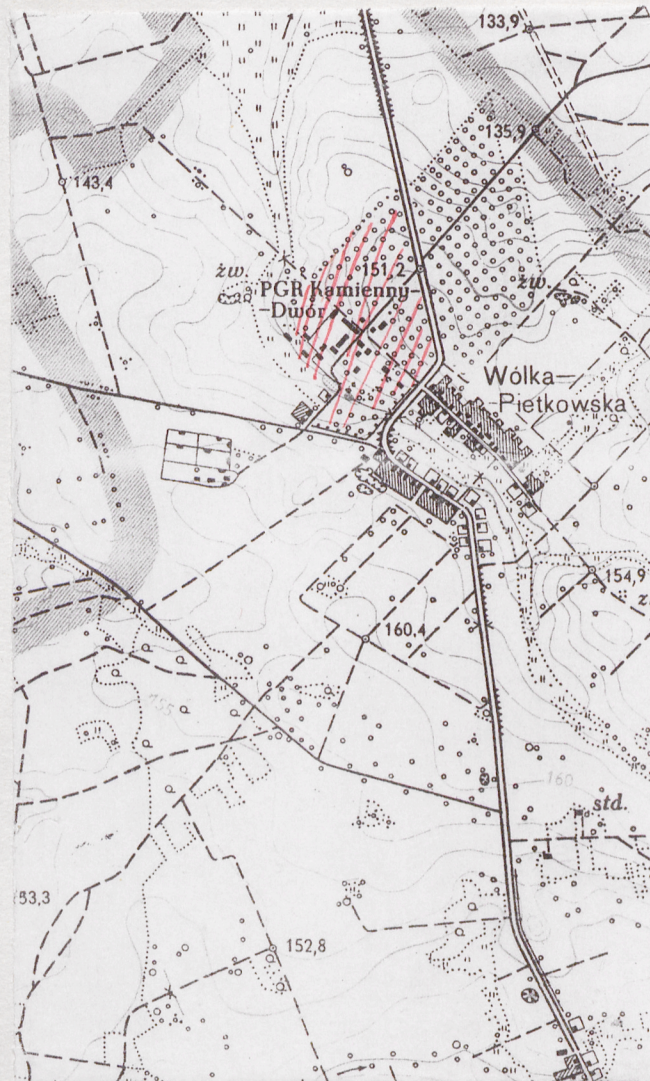 133,9
135,9
143,4
żw.
151,2
PGR Kamienny-
-Dwór
żw.
Wólka-
Pietkowska
154,9
160,4
755
160
std.
53,3
152,8